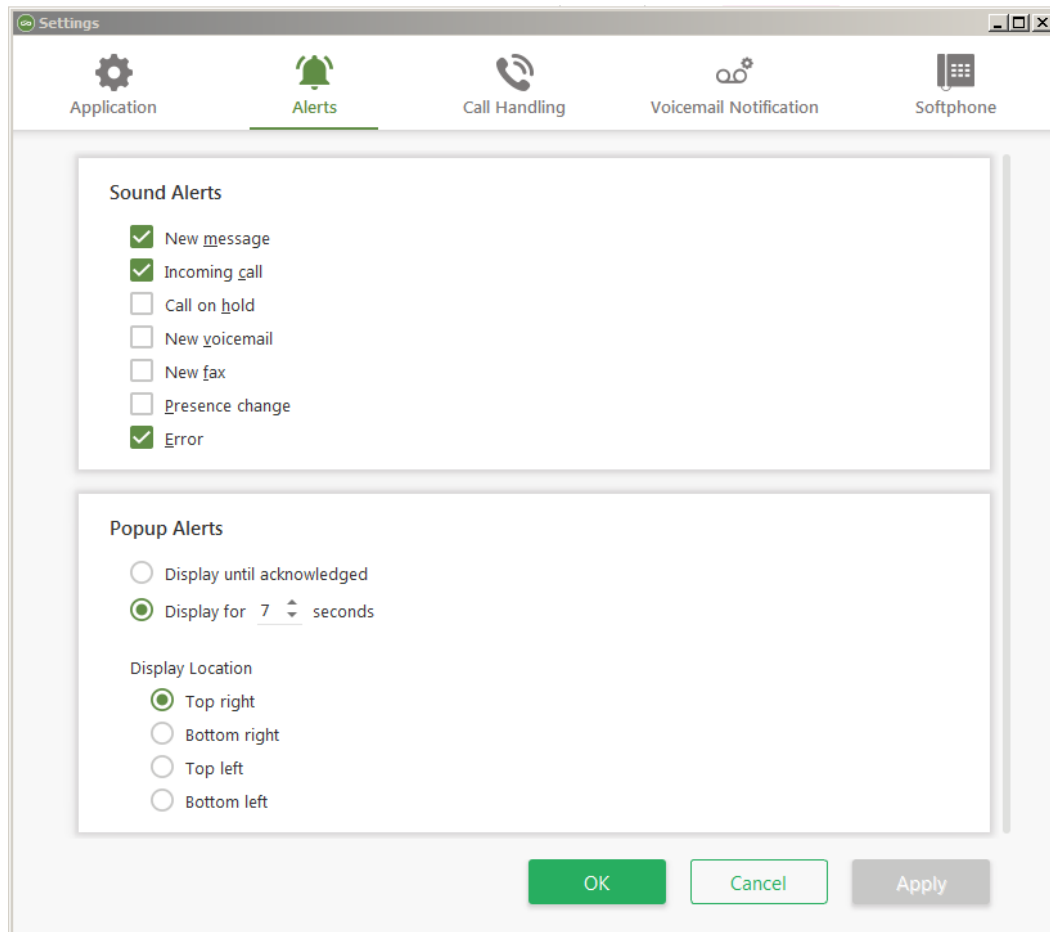 Settings
Application Alerts Call Handling Voicemail Notification Softphone
Sound Alerts
New message
Incoming call
Call on hold
New voicemail
New fax
Presence change
Error
Popup Alerts
Display until acknowledged
Display for 7 seconds
Display Location
Top right
Bottom right
Top left
Bottom left
OK Cancel Apply